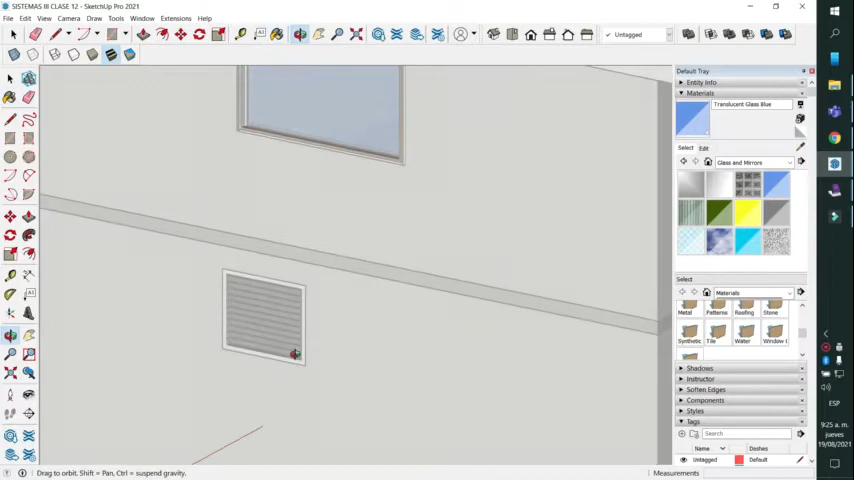 SISTEMAS III CLASE 12 - SketchUp Pro 2021
File Edit View Camera Draw Tools Window Extensions Help
Untagged
Default Tray
Entity Info
Materials
Translucent Glass Blue
Select Edit
Glass and Mirrors
Select
Materials
Metal Patterns Roofing Stone
Synthetic Tile Water Window
Shadows
Instructor
Soften Edges
Components
Styles
Tags
Search
Name Dashes
Untagged Default
ESP
9:25 a. m.
jueves
19/08/2021
Drag to orbit. Shift = Pan, Ctrl = suspend gravity.
Measurements